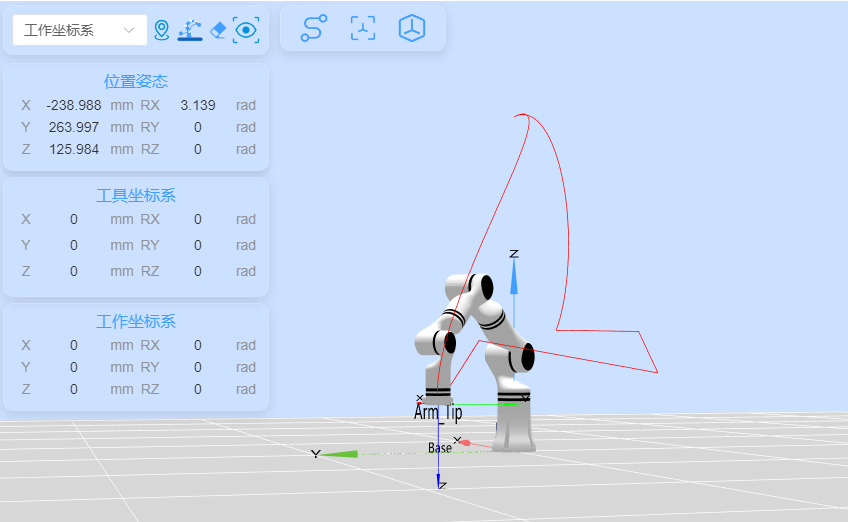 工作坐标系
位置姿态
X -238.988 mm RX 3.139 rad
Y 263.997 mm RY 0 rad
Z 125.984 mm RZ 0 rad
工具坐标系
X 0 mm RX 0 rad
Y 0 mm RY 0 rad
Z 0 mm RZ 0 rad
工作坐标系
X 0 mm RX 0 rad
Y 0 mm RY 0 rad
Z 0 mm RZ 0 rad
Z
X Y
Arm_Tip
Base X
Y
Z